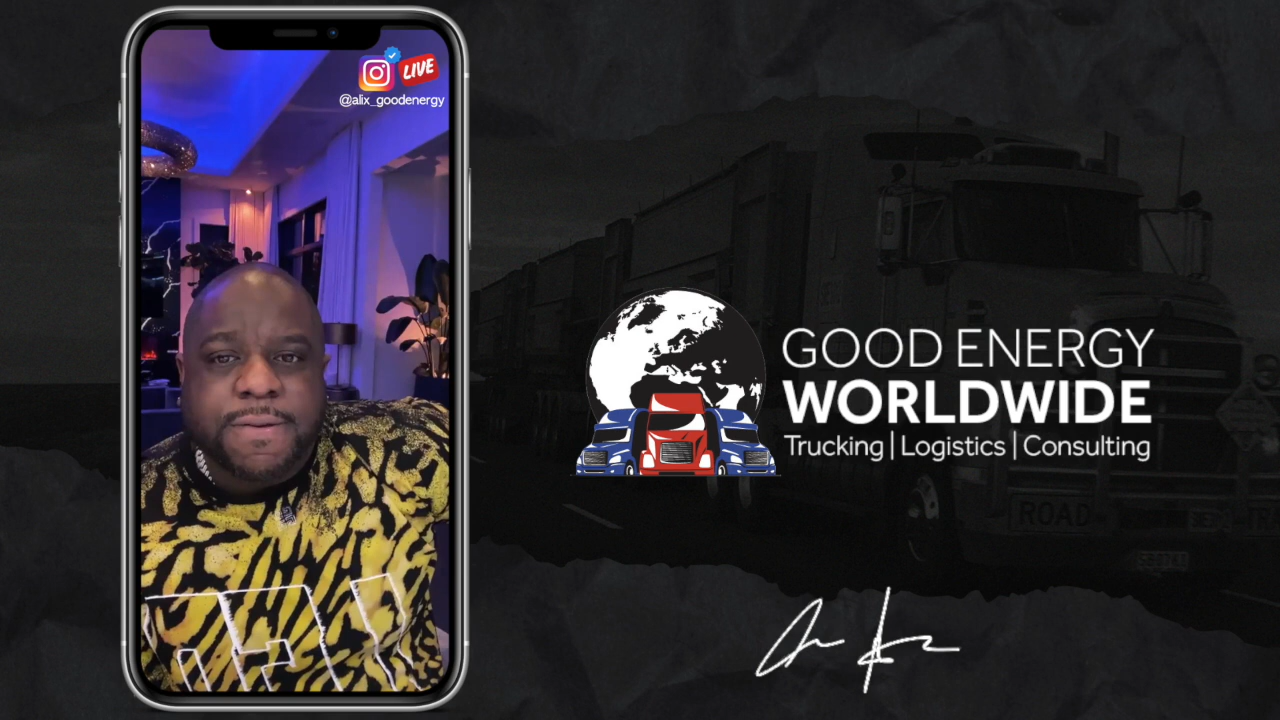 LIVE
@alix_goodenergy
GOOD ENERGY
WORLDWIDE
Trucking | Logistics | Consulting
ROAD